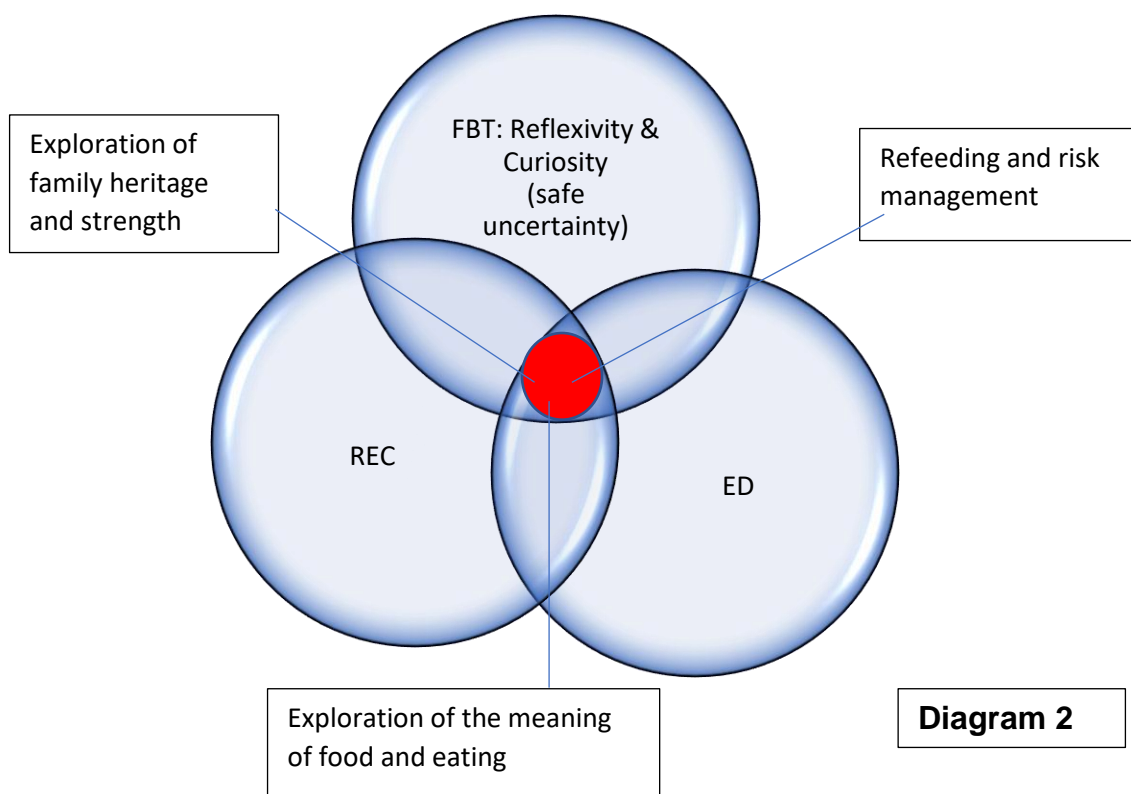 FBT: Reflexivity &
Curiosity
(safe
uncertainty)
Exploration of
family heritage
and strength
Refeeding and risk
management
REC
ED
Exploration of the meaning
of food and eating
Diagram 2